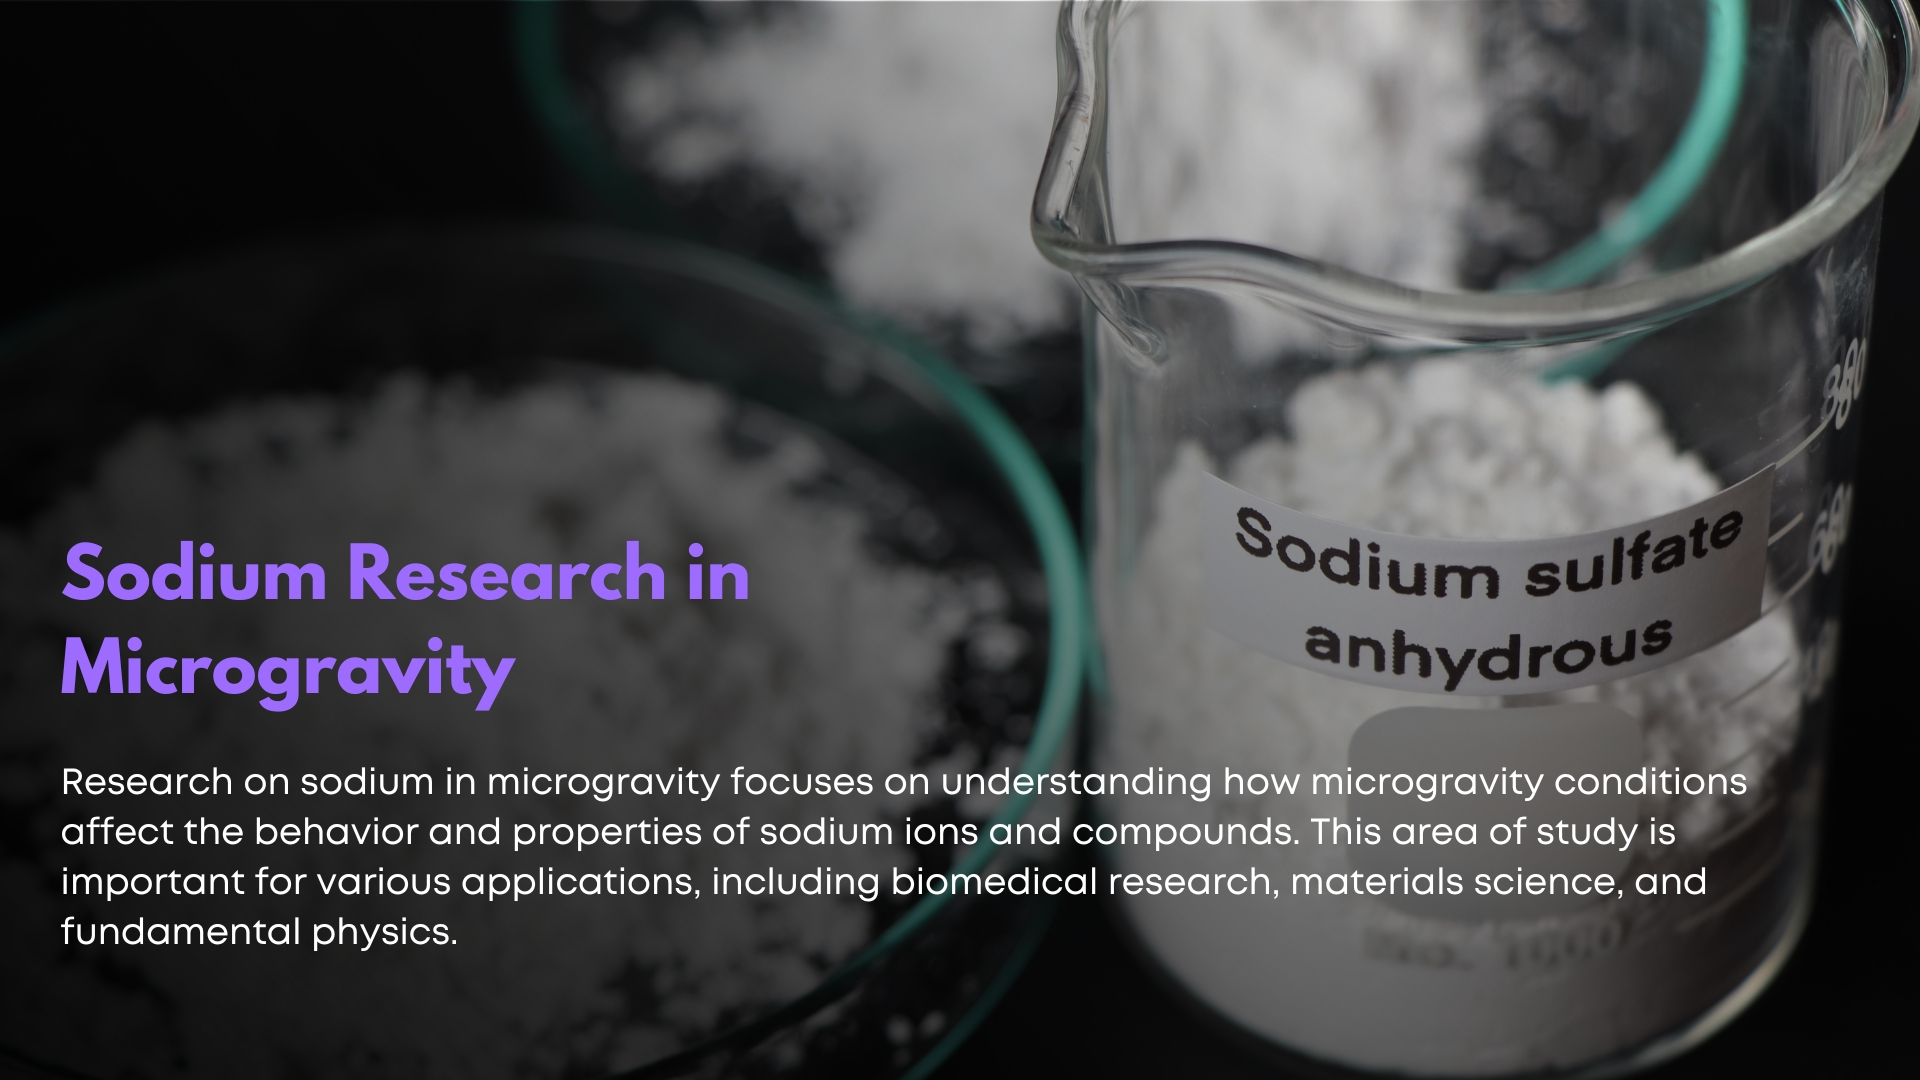 Sodium Research in
Microgravity
Research on sodium in microgravity focuses on understanding how microgravity conditions
affect the behavior and properties of sodium ions and compounds. This area of study is
important for various applications, including biomedical research, materials science, and
fundamental physics.
Sodium sulfate
anhydrous
No.